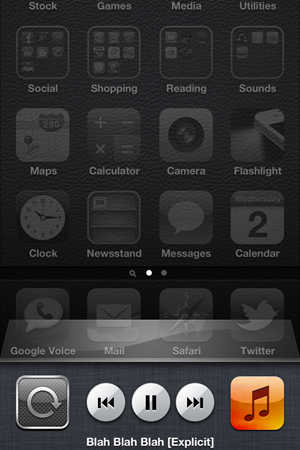 Stock Games Media Utilities
Social Shopping Reading Sounds
280
Maps Calculator Camera Flashlight
Wednesday
2
Clock Newsstand Messages Calendar
Google Voice Mail Safari Twitter
Blah Blah Blah [Explicit]